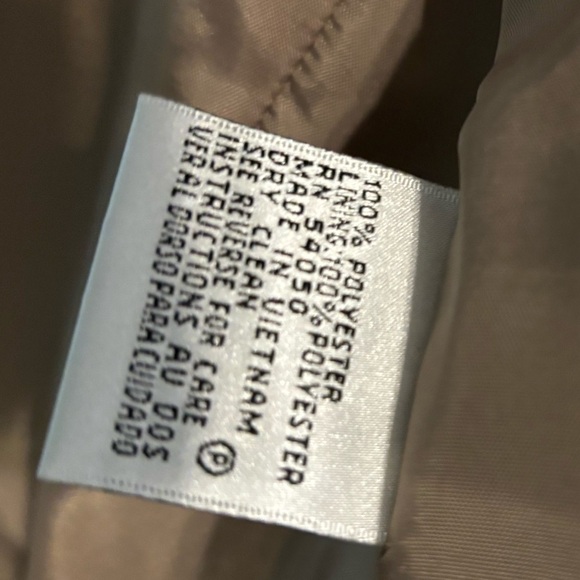 100% POLYESTER
LINING:100%POLYESTER
RN 54050
MADE IN VIETNAM
DRY CLEAN Ⓟ
SEE REVERSE FOR CARE
INSTRUCTIONS AU DOS
VER AL DORSO PARA CUIDADO